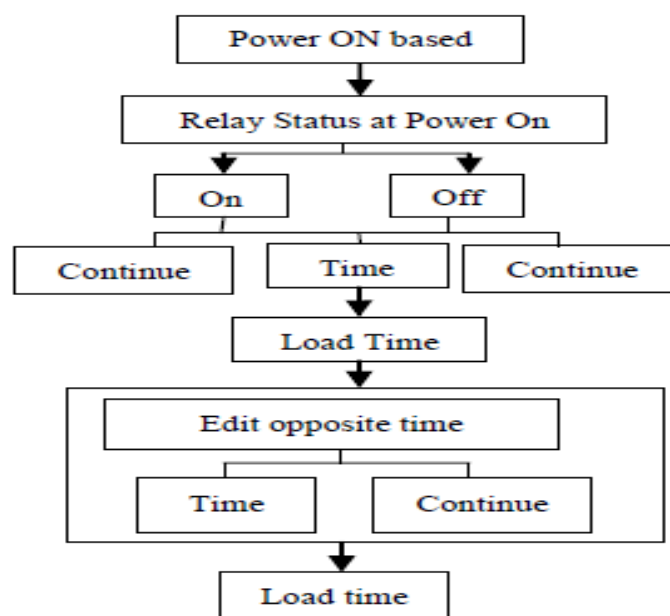 Power ON based
Relay Status at Power On
On
Off
Continue
Time
Continue
Load Time
Edit opposite time
Time
Continue
Load time